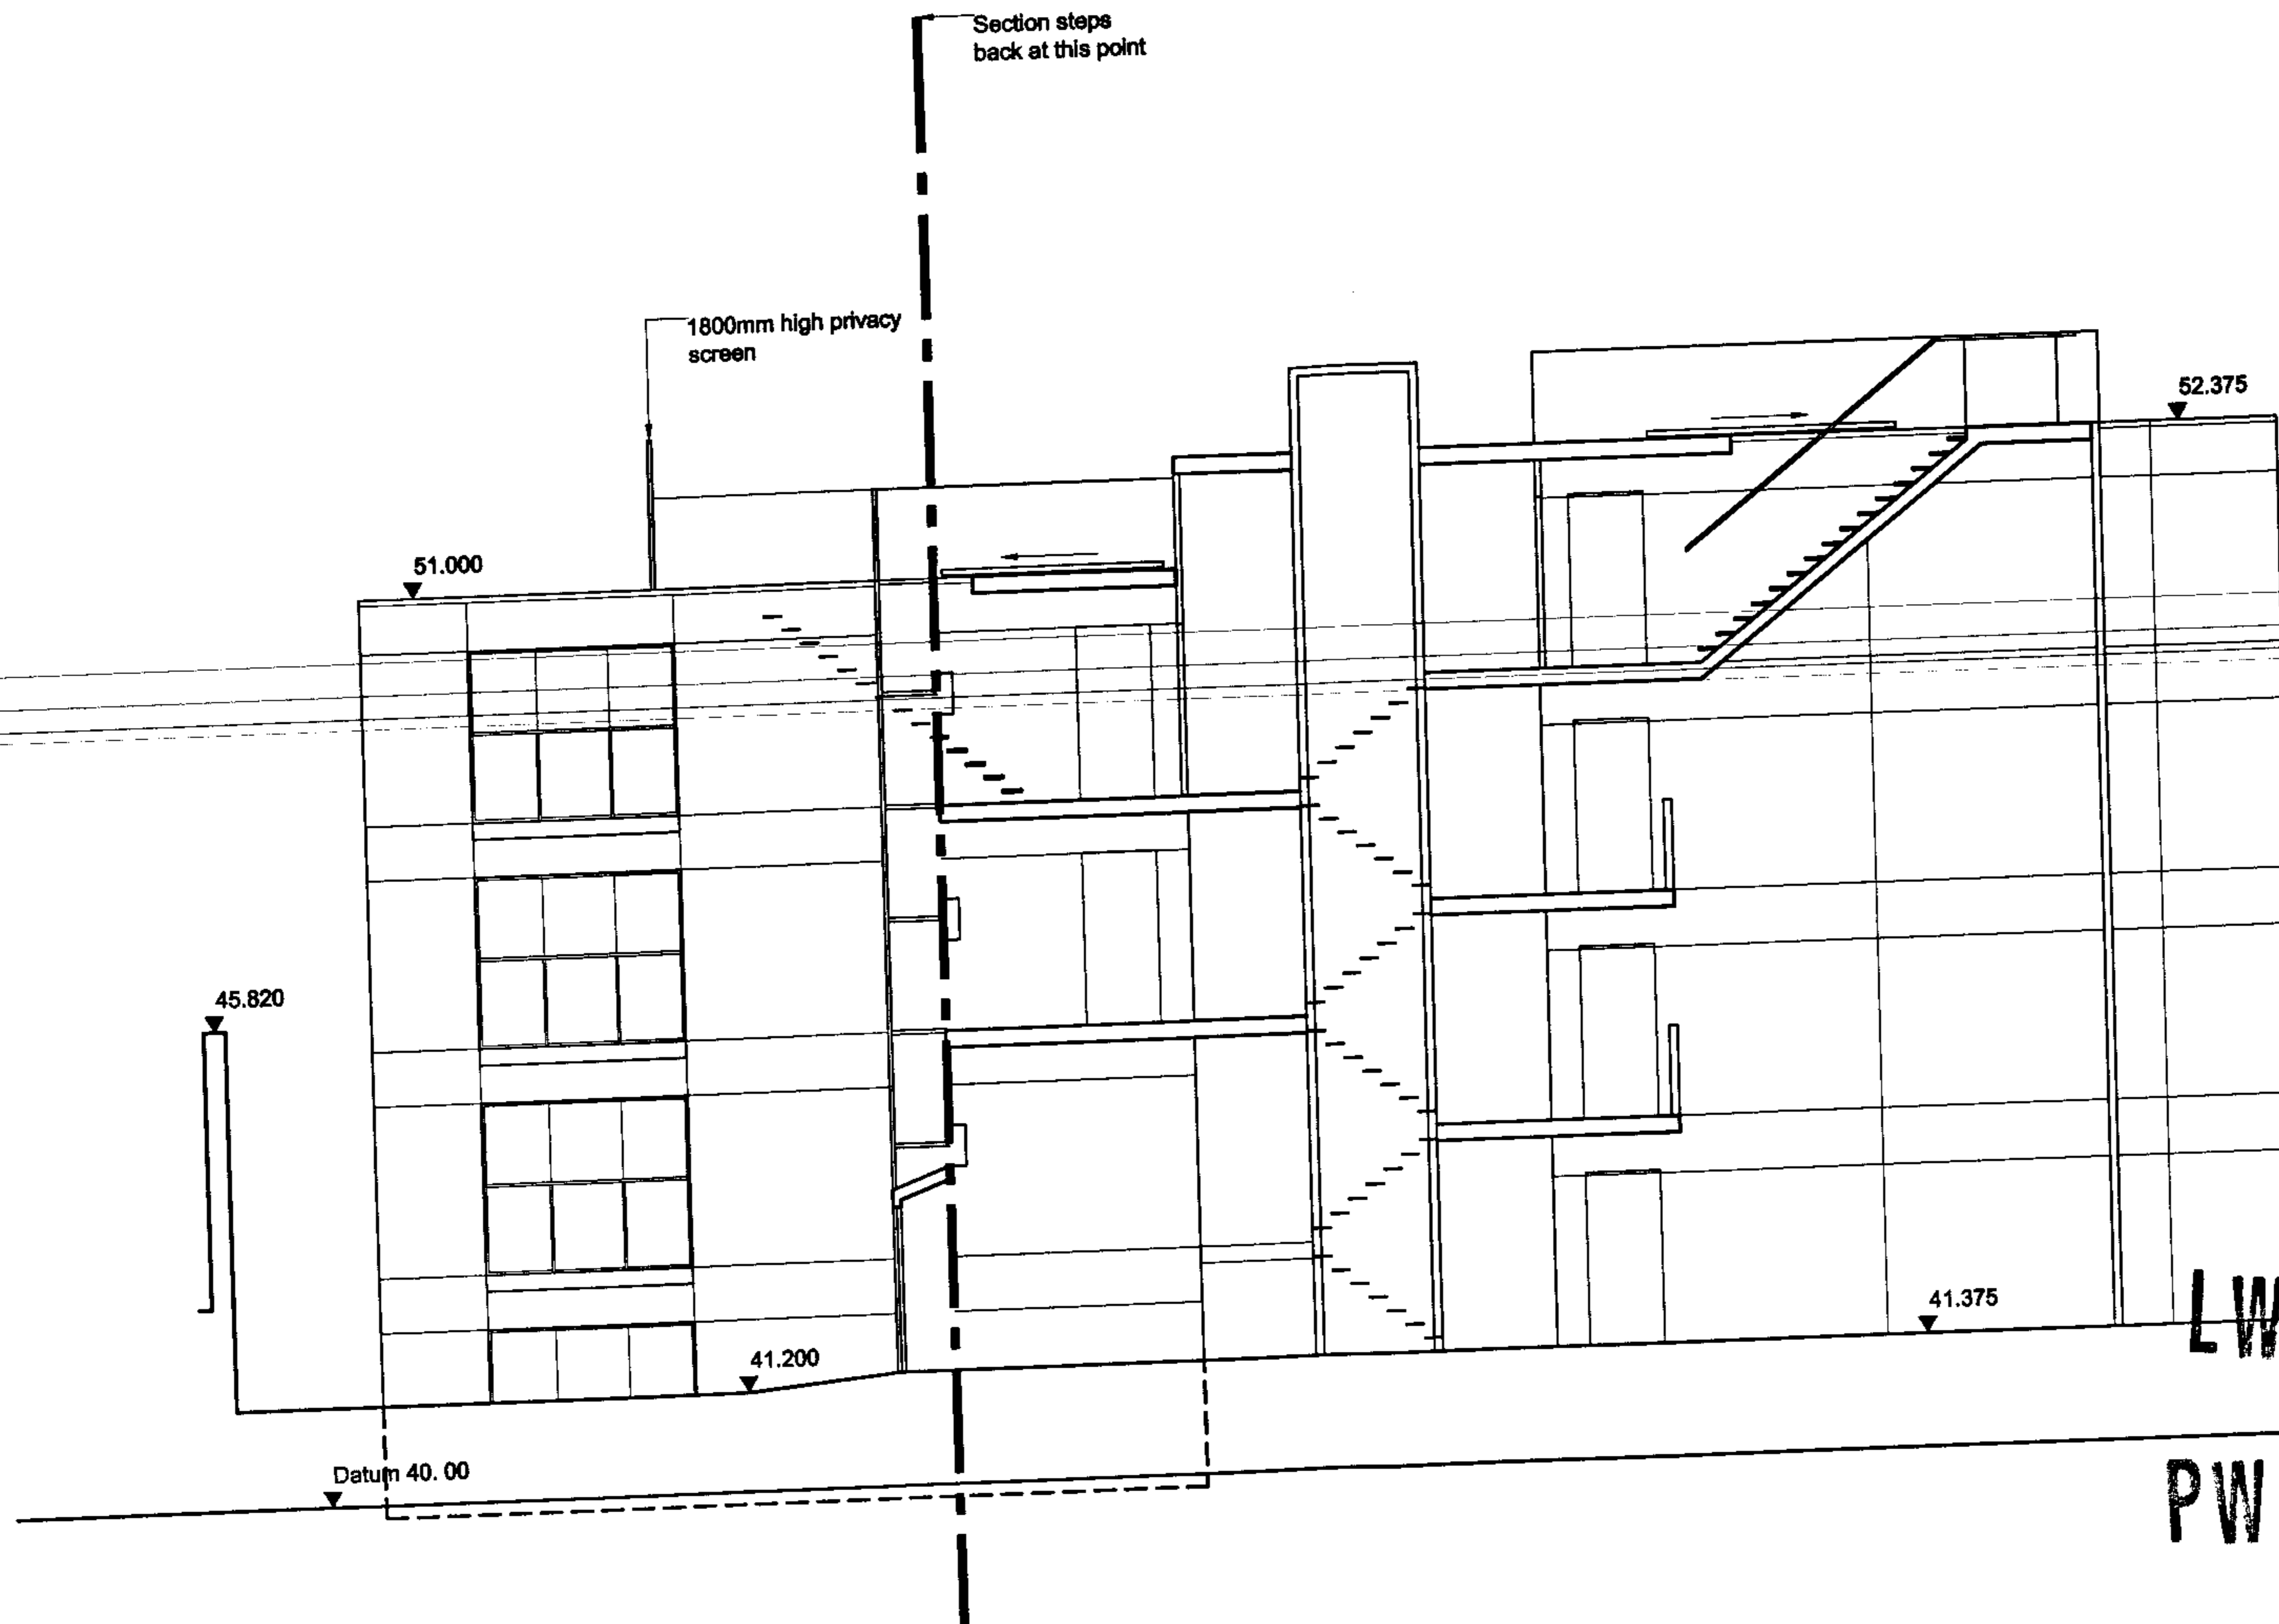 Section steps
back at this point
1800mm high privacy
screen
52.375
51.000
45.820
41.375
41.200
Datum 40. 00
LW
PW